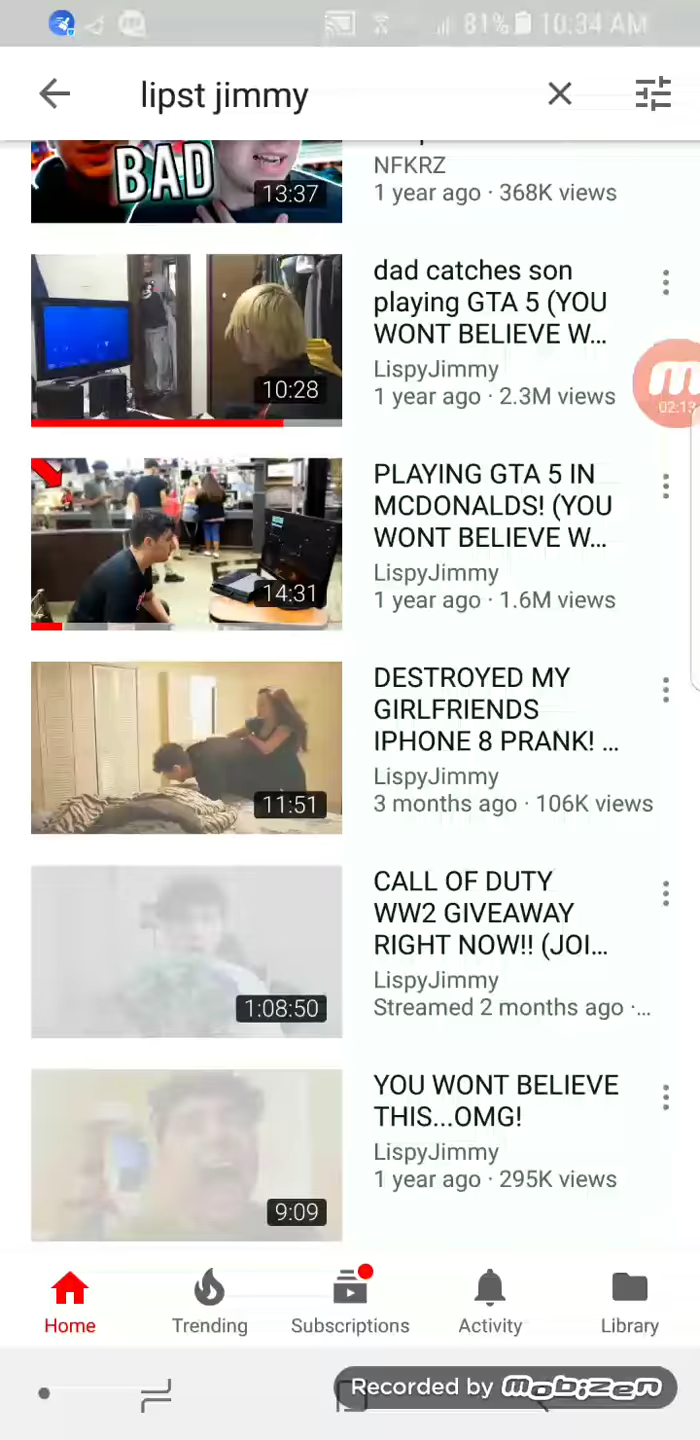 81% 10:34 AM
lipst jimmy
BAD
13:37
NFKRZ
1 year ago · 368K views
10:28
dad catches son
playing GTA 5 (YOU
WONT BELIEVE W...
LispyJimmy
1 year ago · 2.3M views
02:13
14:31
PLAYING GTA 5 IN
MCDONALDS! (YOU
WONT BELIEVE W...
LispyJimmy
1 year ago · 1.6M views
11:51
DESTROYED MY
GIRLFRIENDS
IPHONE 8 PRANK! ...
LispyJimmy
3 months ago · 106K views
1:08:50
CALL OF DUTY
WW2 GIVEAWAY
RIGHT NOW!! (JOI...
LispyJimmy
Streamed 2 months ago ·...
9:09
YOU WONT BELIEVE
THIS...OMG!
LispyJimmy
1 year ago · 295K views
Home Trending Subscriptions Activity Library
Recorded by mobizen